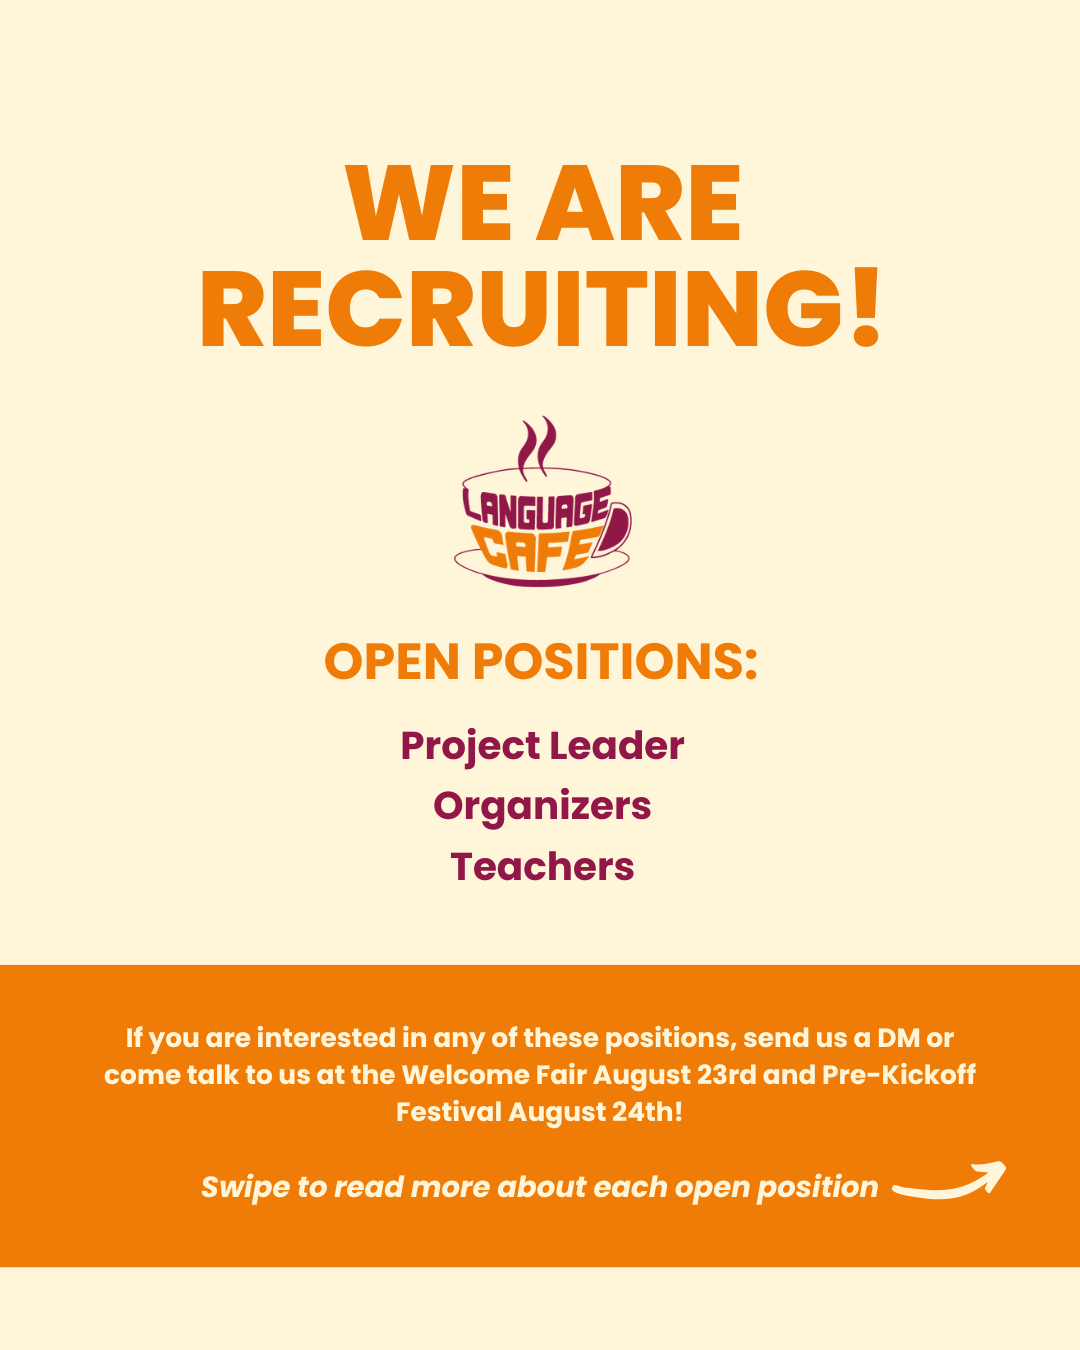 WE ARE
RECRUITING!
LANGUAGE
CAFE
OPEN POSITIONS:
Project Leader
Organizers
Teachers
If you are interested in any of these positions, send us a DM or
come talk to us at the Welcome Fair August 23rd and Pre-Kickoff
Festival August 24th!
Swipe to read more about each open position